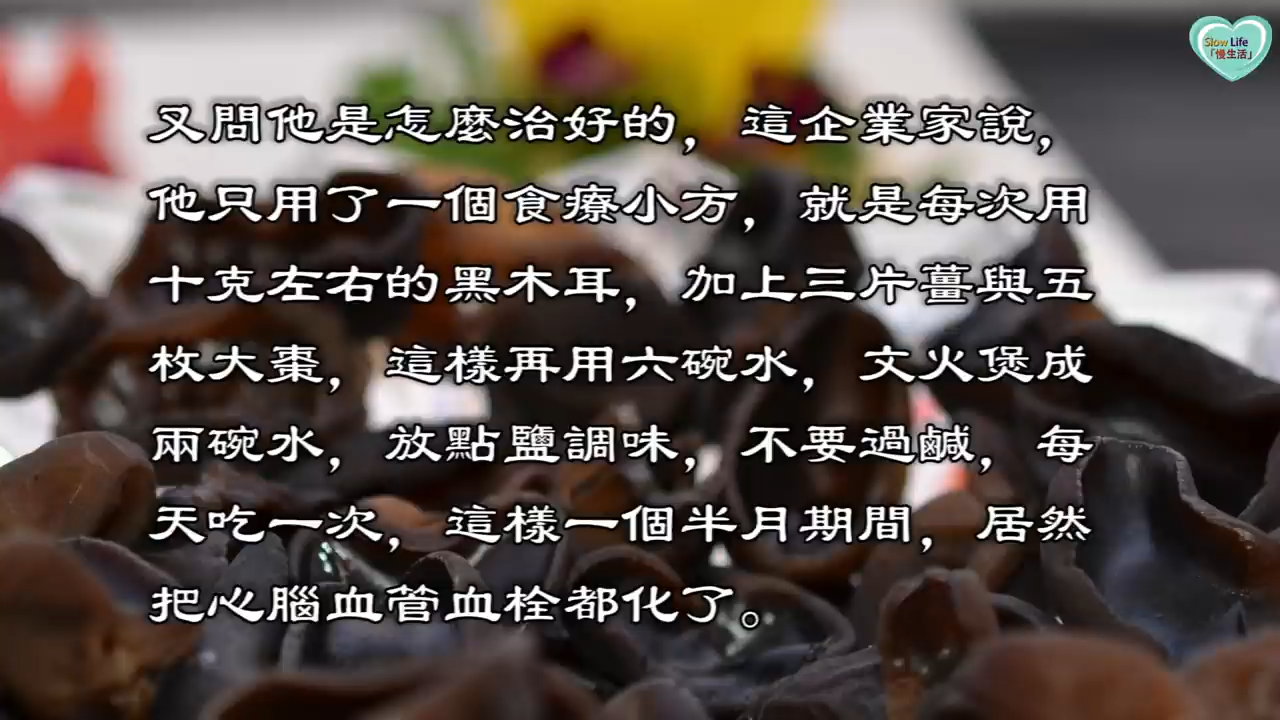 Slow Life
「慢生活」
又問他是怎麼治好的，這企業家說，
他只用了一個食療小方，就是每次用
十克左右的黑木耳，加上三片薑與五
枚大棗，這樣再用六碗水，文火煲成
兩碗水，放點鹽調味，不要過鹹，每
天吃一次，這樣一個半月期間，居然
把心腦血管血栓都化了。